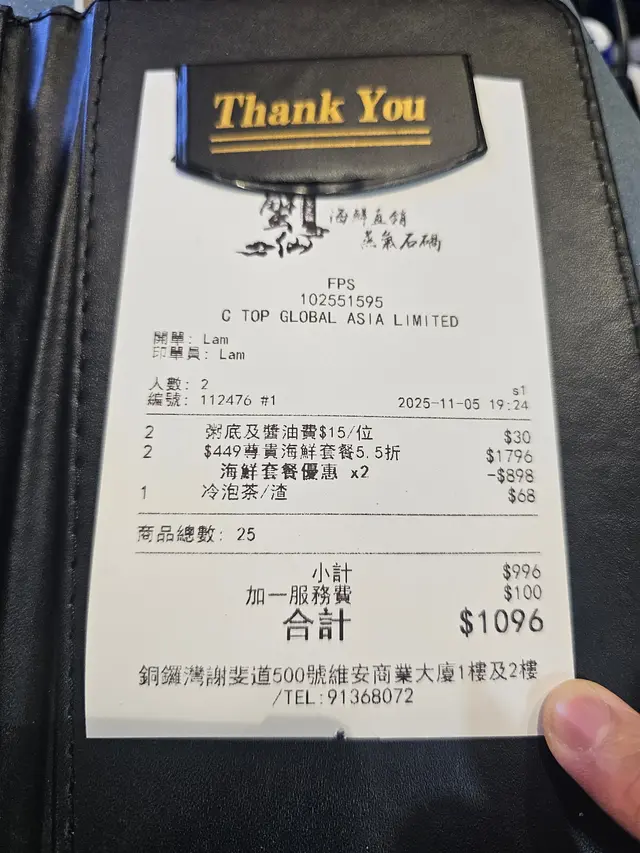 Thank You
海鮮直銷
蒸氣石鍋
FPS
102551595
C TOP GLOBAL ASIA LIMITED
開單: Lam
印單員: Lam
人數: 2
s1
編號: 112476 #1 2025-11-05 19:24
2 粥底及醬油費$15/位 $30
2 $449尊貴海鮮套餐5.5折 $1796
海鮮套餐優惠 x2 -$898
1 冷泡茶/渣 $68
商品總數: 25
小計 $996
加一服務費 $100
合計 $1096
銅鑼灣謝斐道500號維安商業大廈1樓及2樓
/TEL:91368072